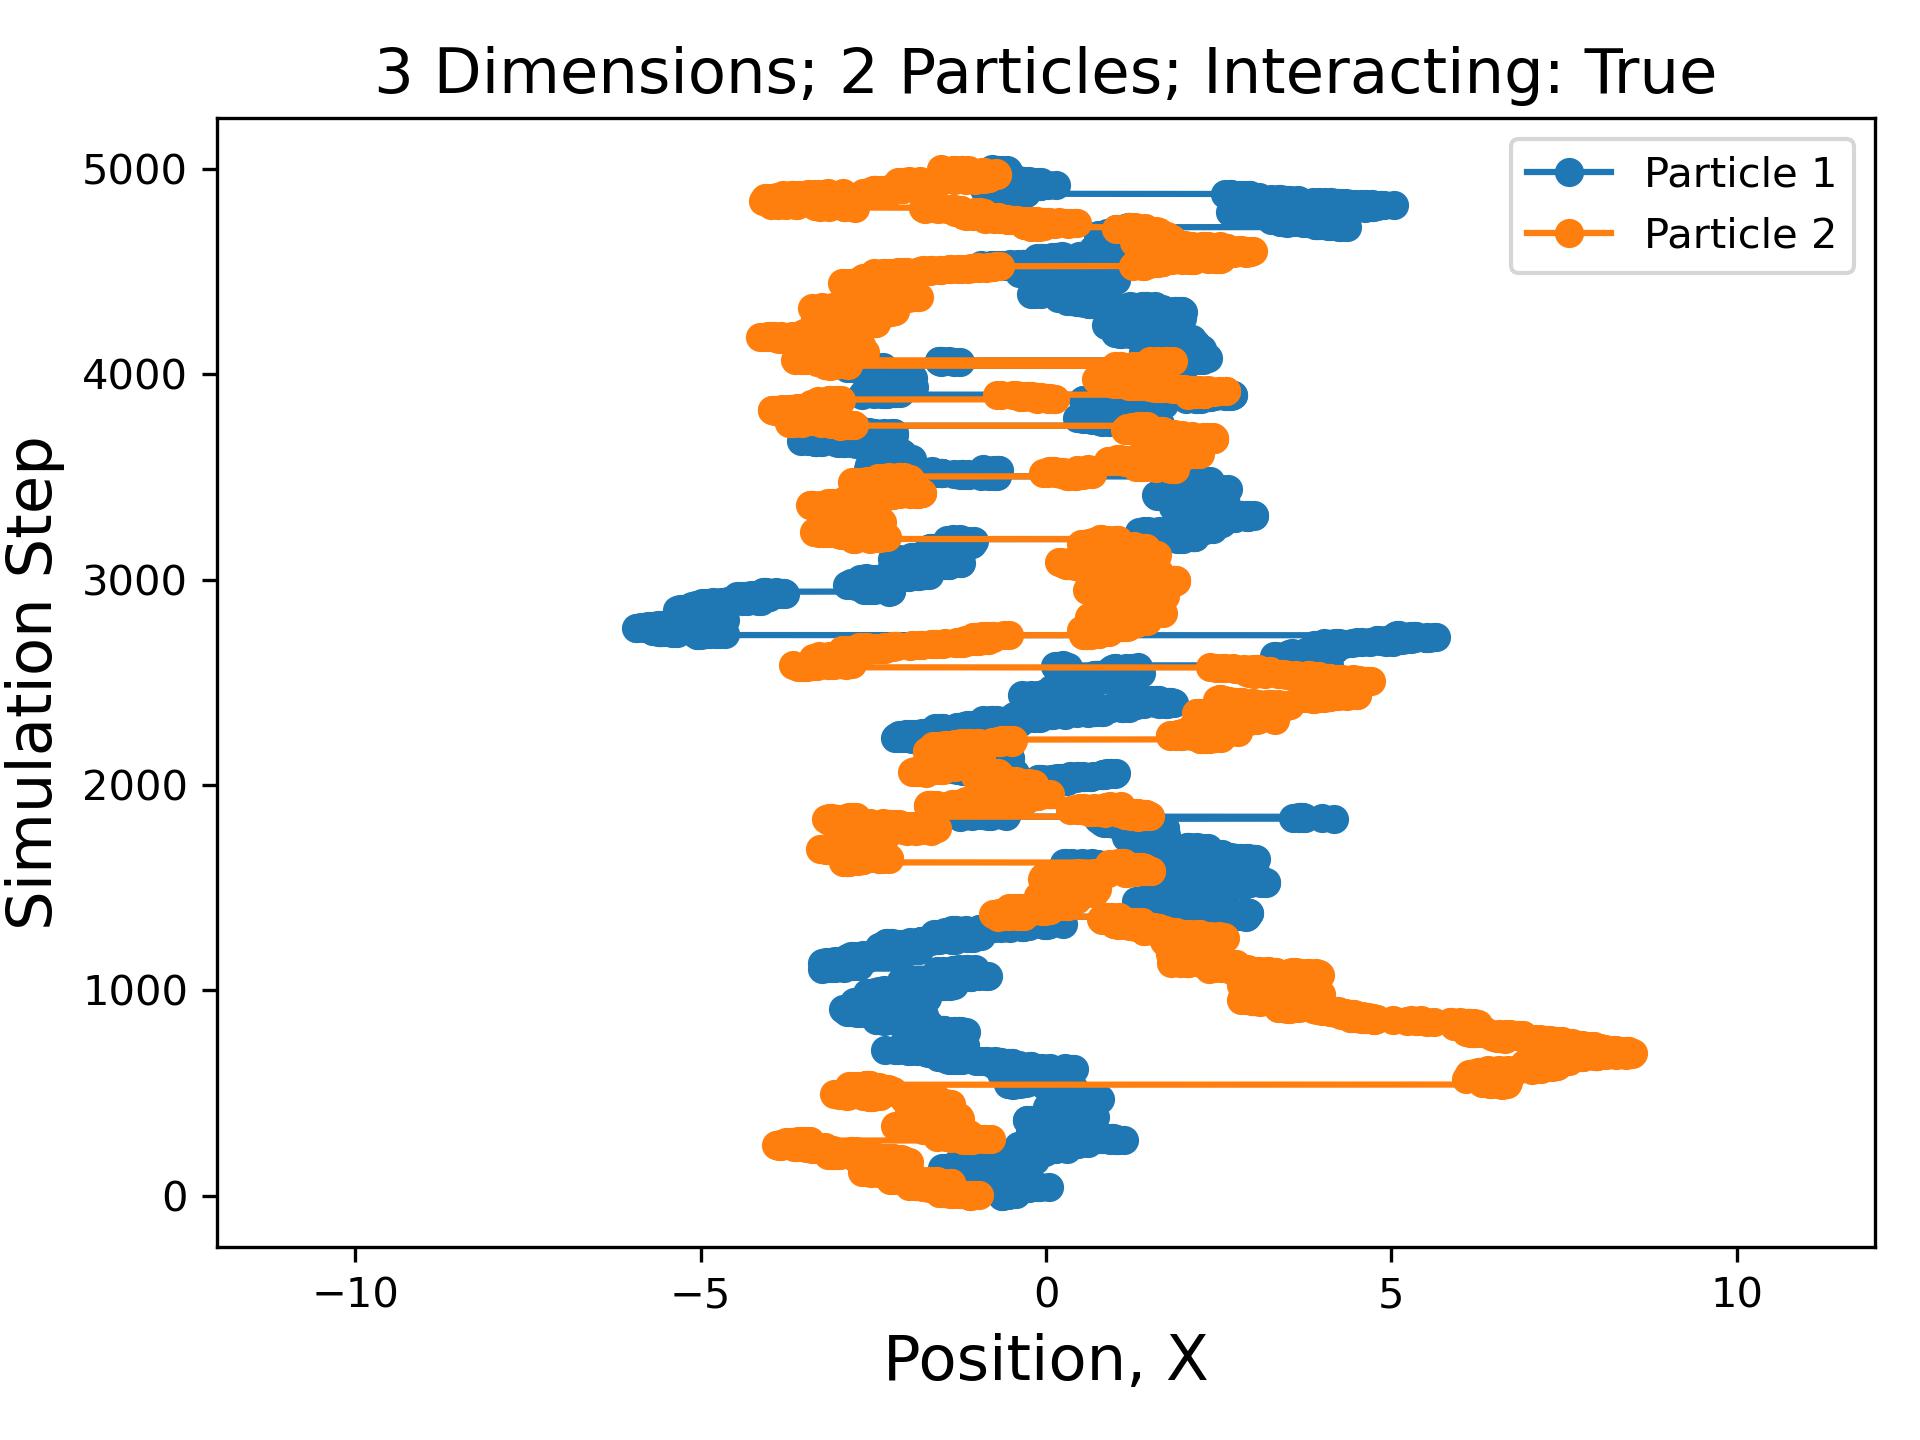 3 Dimensions; 2 Particles; Interacting: True
Particle 1
Particle 2
5000
4000
3000
2000
1000
0
Simulation Step
−10
−5
0
5
10
Position, X